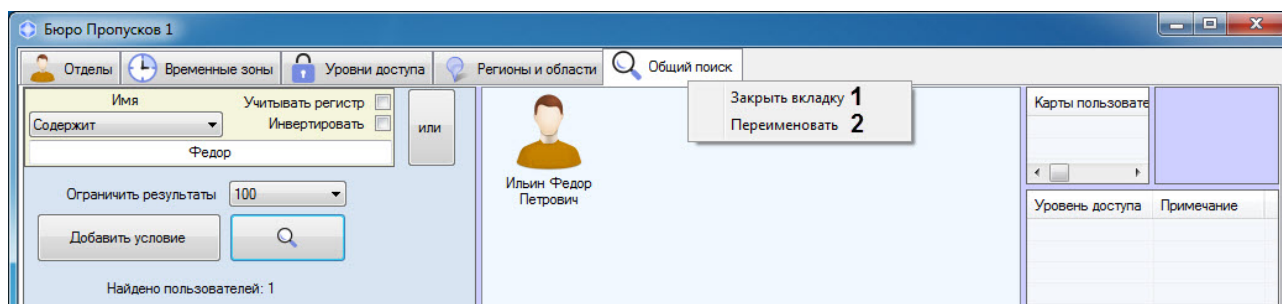 Бюро Пропусков 1
Отделы Временные зоны Уровни доступа Регионы и области Общий поиск
Имя
Учитывать регистр
Содержит
Инвертировать
или
Федор
Ограничить результаты 100
Добавить условие
Найдено пользователей: 1
Ильин Федор
Петрович
Закрыть вкладку 1
Переименовать 2
Карты пользовате
Уровень доступа Примечание